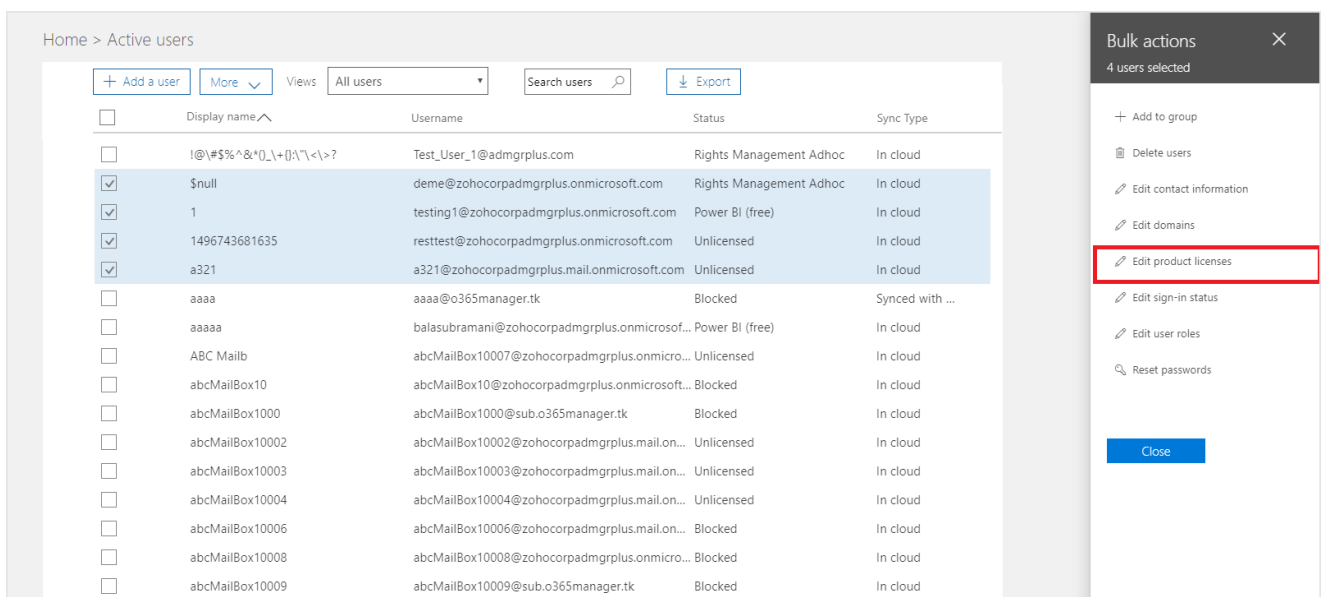 Home > Active users
+ Add a user More Views All users Search users Export
Display name Username Status Sync Type
!@\#$%^&*()_\+{}:\"\<\>? Test_User_1@admgrplus.com Rights Management Adhoc In cloud
$null deme@zohocorpadmgrplus.onmicrosoft.com Rights Management Adhoc In cloud
1 testing1@zohocorpadmgrplus.onmicrosoft.com Power BI (free) In cloud
1496743681635 resttest@zohocorpadmgrplus.onmicrosoft.com Unlicensed In cloud
a321 a321@zohocorpadmgrplus.mail.onmicrosoft.com Unlicensed In cloud
aaaa aaaa@o365manager.tk Blocked Synced with ...
aaaaa balasubramani@zohocorpadmgrplus.onmicrosof... Power BI (free) In cloud
ABC Mailb abcMailBox10007@zohocorpadmgrplus.onmicro... Unlicensed In cloud
abcMailBox10 abcMailBox10@zohocorpadmgrplus.onmicrosoft... Blocked In cloud
abcMailBox1000 abcMailBox1000@sub.o365manager.tk Blocked In cloud
abcMailBox10002 abcMailBox10002@zohocorpadmgrplus.mail.on... Unlicensed In cloud
abcMailBox10003 abcMailBox10003@zohocorpadmgrplus.mail.on... Unlicensed In cloud
abcMailBox10004 abcMailBox10004@zohocorpadmgrplus.mail.on... Unlicensed In cloud
abcMailBox10006 abcMailBox10006@zohocorpadmgrplus.mail.on... Blocked In cloud
abcMailBox10008 abcMailBox10008@zohocorpadmgrplus.onmicro... Blocked In cloud
abcMailBox10009 abcMailBox10009@sub.o365manager.tk Blocked In cloud
Bulk actions
4 users selected
+ Add to group
Delete users
Edit contact information
Edit domains
Edit product licenses
Edit sign-in status
Edit user roles
Reset passwords
Close